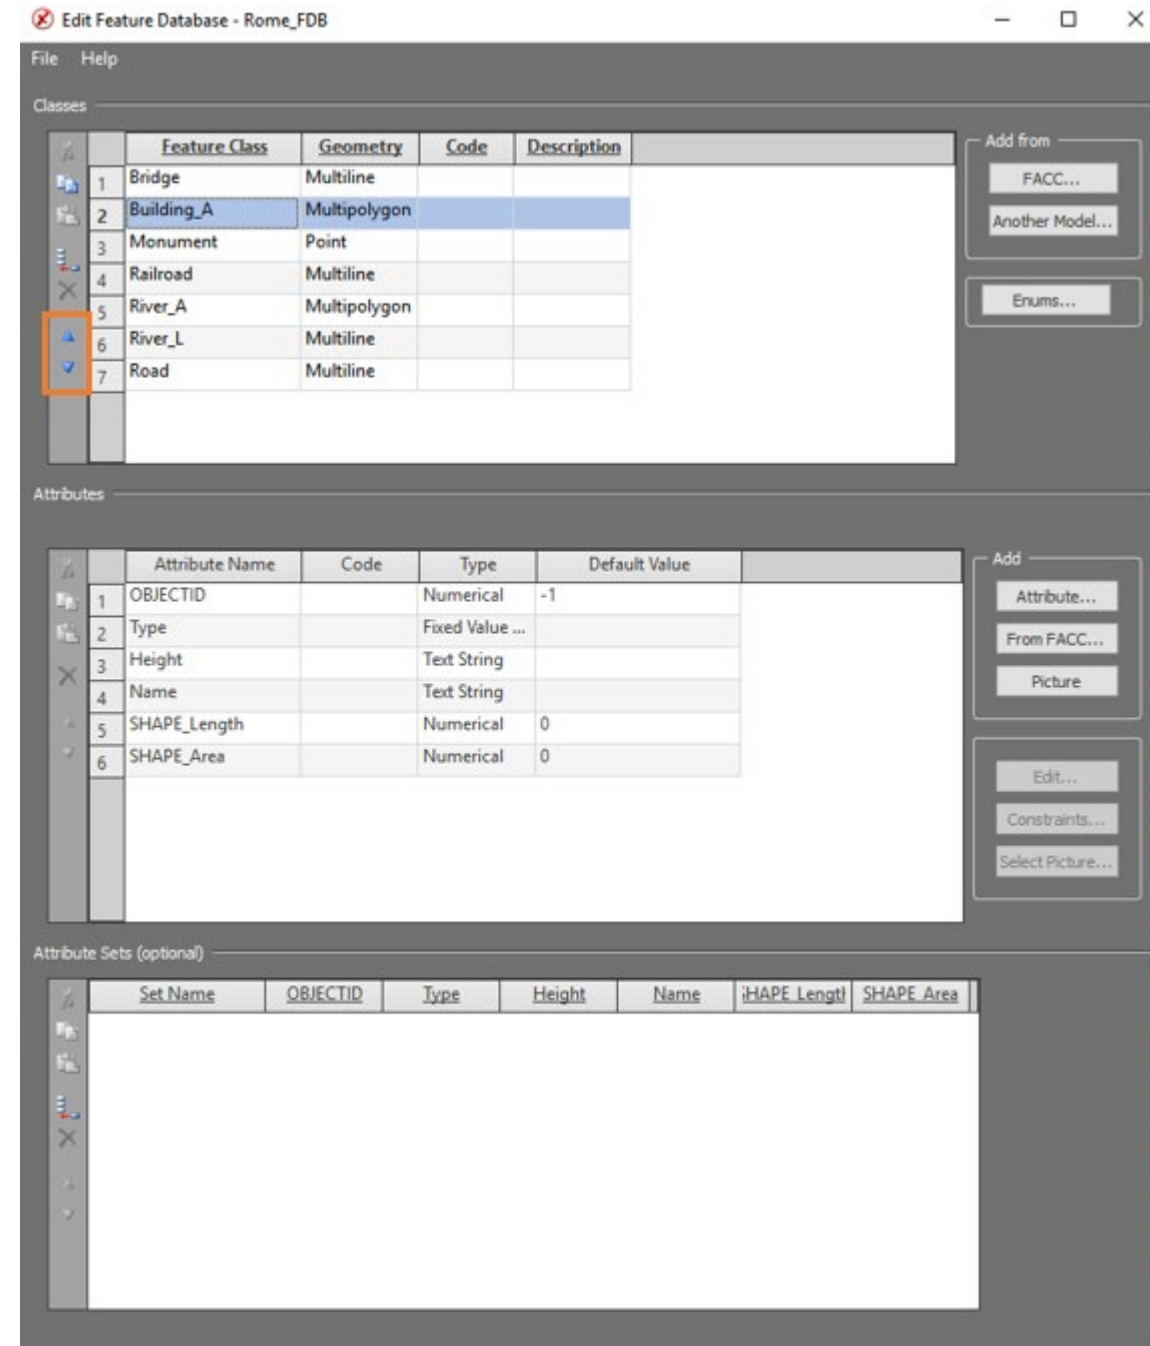 Edit Feature Database - Rome_FDB
File Help
Classes
Feature Class Geometry Code Description
1 Bridge Multiline
2 Building_A Multipolygon
3 Monument Point
4 Railroad Multiline
5 River_A Multipolygon
6 River_L Multiline
7 Road Multiline
Add from
FACC...
Another Model...
Enums...
Attributes
Attribute Name Code Type Default Value
1 OBJECTID Numerical -1
2 Type Fixed Value ...
3 Height Text String
4 Name Text String
5 SHAPE_Length Numerical 0
6 SHAPE_Area Numerical 0
Add
Attribute...
From FACC...
Picture
Edit...
Constraints...
Select Picture...
Attribute Sets (optional)
Set Name OBJECTID Type Height Name HAPE_Lengt SHAPE_Area